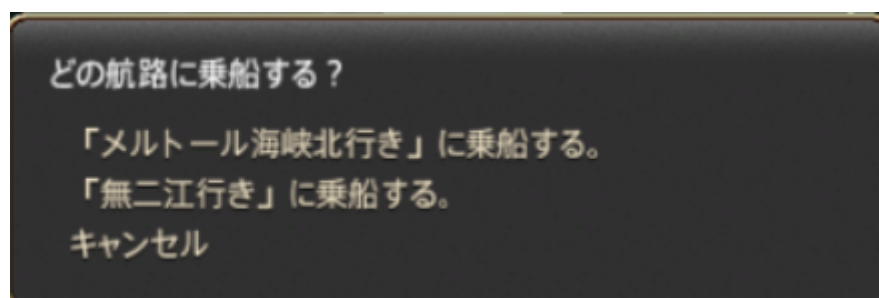 どの航路に乗船する？
「メルトール海峡北行き」に乗船する。
「無二江行き」に乗船する。
キャンセル